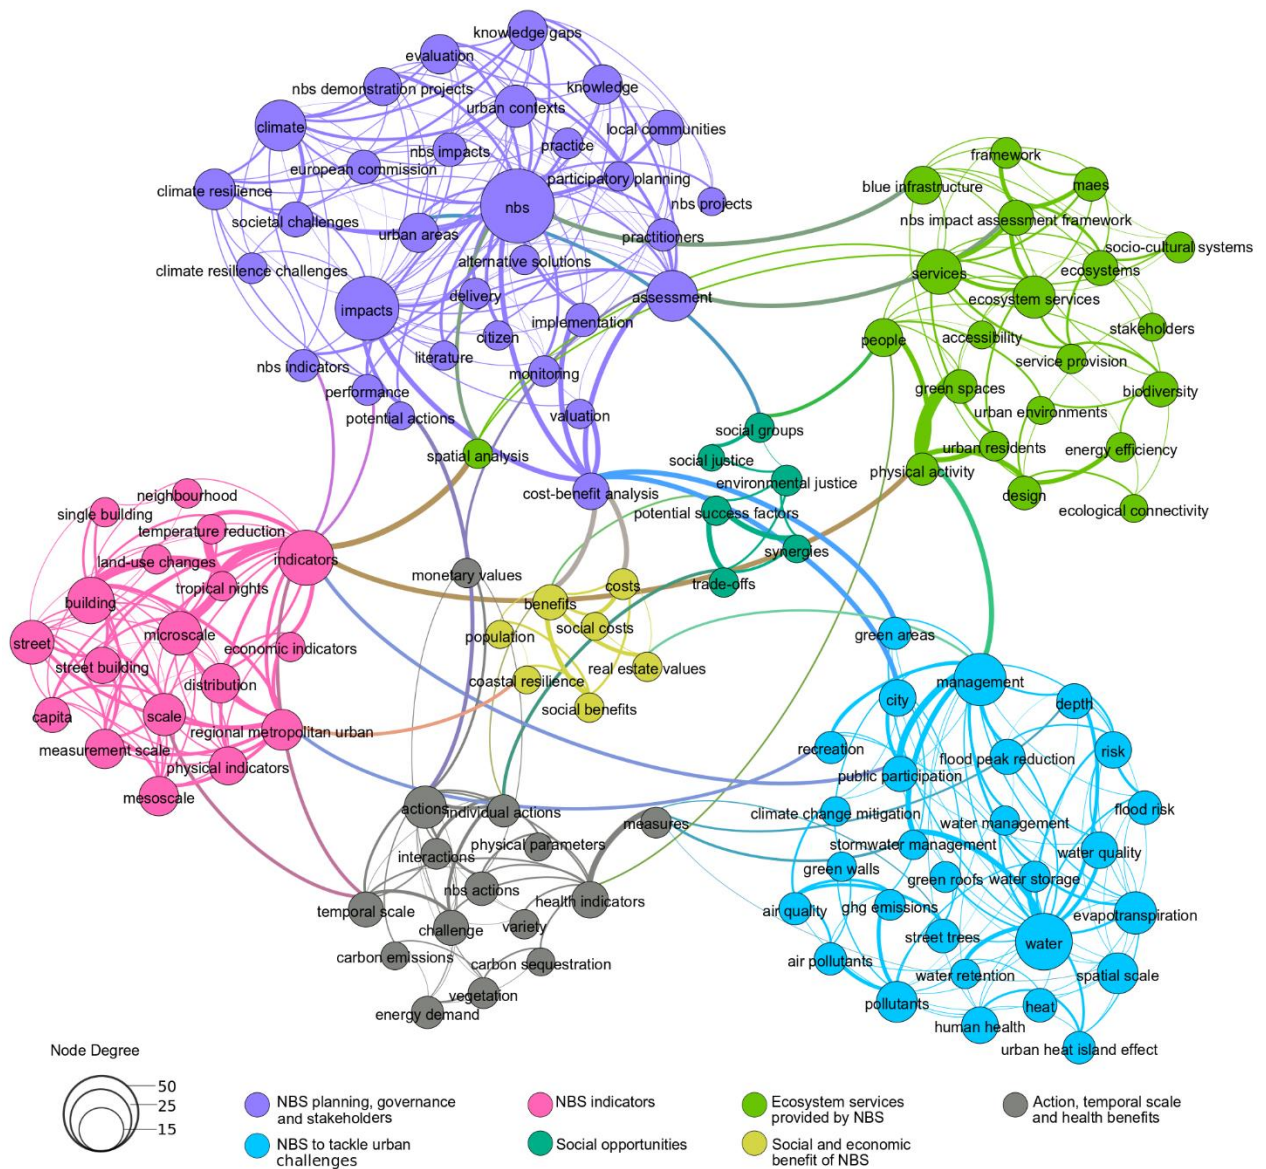 knowledge gaps
evaluation
nbs demonstration projects
knowledge
urban contexts
climate
local communities
practice
nbs impacts
european commission
participatory planning
climate resilience
nbs projects
nbs
societal challenges
urban areas
practitioners
alternative solutions
climate resilience challenges
delivery
assessment
impacts
implementation
citizen
literature
nbs indicators
monitoring
performance
potential actions
valuation
cost-benefit analysis
framework
blue infrastructure
maes
nbs impact assessment framework
socio-cultural systems
services
ecosystems
ecosystem services
stakeholders
people
accessibility
service provision
green spaces
biodiversity
urban environments
urban residents
energy efficiency
physical activity
design
ecological connectivity
spatial analysis
social groups
social justice
environmental justice
potential success factors
synergies
trade-offs
neighbourhood
single building
temperature reduction
land-use changes
indicators
tropical nights
building
microscale
street
economic indicators
street building
distribution
capita
scale
regional metropolitan urban
measurement scale
physical indicators
mesoscale
monetary values
costs
benefits
social costs
population
real estate values
coastal resilience
social benefits
green areas
management
city
depth
recreation
flood peak reduction
risk
public participation
climate change mitigation
flood risk
water management
stormwater management
water quality
green walls
green roofs
water storage
air quality
ghg emissions
evapotranspiration
street trees
water
air pollutants
water retention
spatial scale
pollutants
heat
human health
urban heat island effect
actions
individual actions
measures
physical parameters
interactions
nbs actions
health indicators
temporal scale
challenge
variety
carbon emissions
carbon sequestration
vegetation
energy demand
Node Degree
50
25
15
NBS planning, governance
and stakeholders
NBS to tackle urban
challenges
NBS indicators
Social opportunities
Ecosystem services
provided by NBS
Social and economic
benefit of NBS
Action, temporal scale
and health benefits